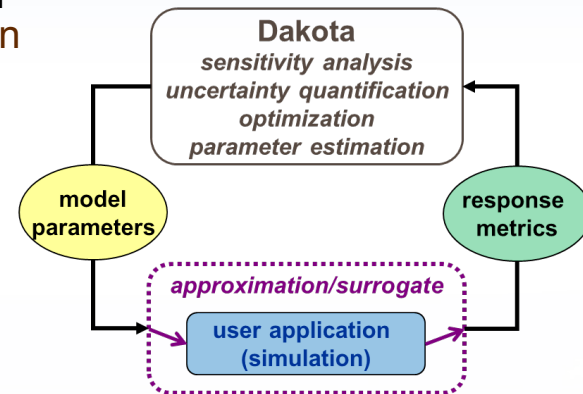 n
Dakota
sensitivity analysis
uncertainty quantification
optimization
parameter estimation
model
parameters
response
metrics
approximation/surrogate
user application
(simulation)